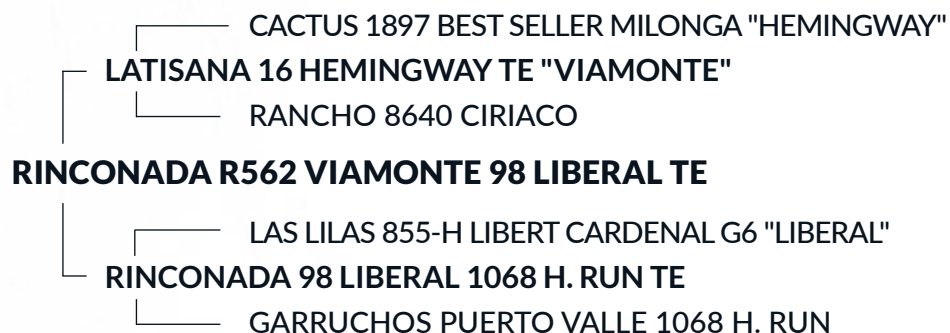 CACTUS 1897 BEST SELLER MILONGA "HEMINGWAY"
LATISANA 16 HEMINGWAY TE "VIAMONTE"
RANCHO 8640 CIRIACO
RINCONADA R562 VIAMONTE 98 LIBERAL TE
LAS LILAS 855-H LIBERT CARDENAL G6 "LIBERAL"
RINCONADA 98 LIBERAL 1068 H. RUN TE
GARRUCHOS PUERTO VALLE 1068 H. RUN